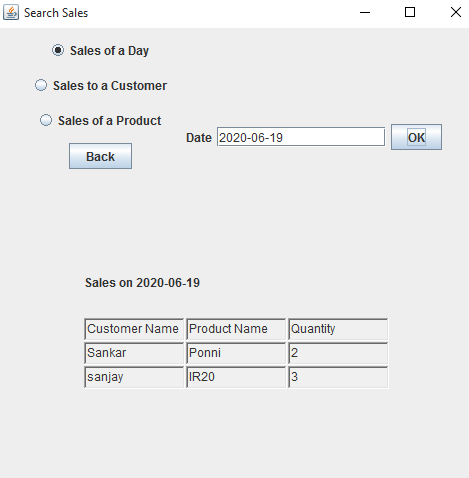 Search Sales
Sales of a Day
Sales to a Customer
Sales of a Product
Date 2020-06-19 OK
Back
Sales on 2020-06-19
Customer Name Product Name Quantity
Sankar Ponni 2
sanjay IR20 3